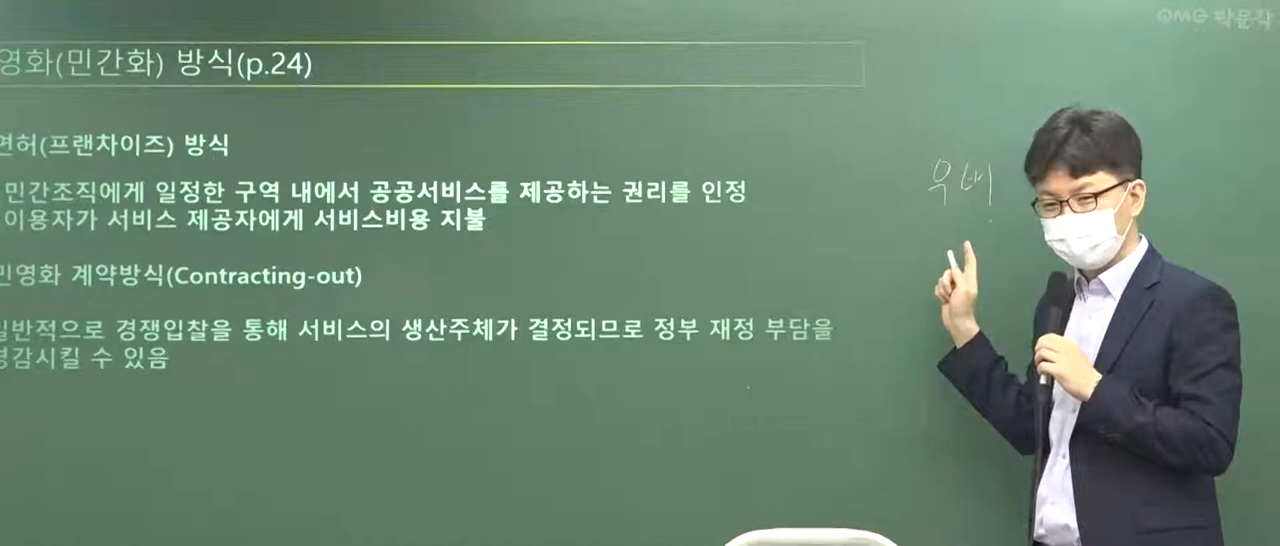 PMG 박문각
영화(민간화) 방식(p.24)
면허(프랜차이즈) 방식
민간조직에게 일정한 구역 내에서 공공서비스를 제공하는 권리를 인정
이용자가 서비스 제공자에게 서비스비용 지불
민영화 계약방식(Contracting-out)
일반적으로 경쟁입찰을 통해 서비스의 생산주체가 결정되므로 정부 재정 부담을
경감시킬 수 있음